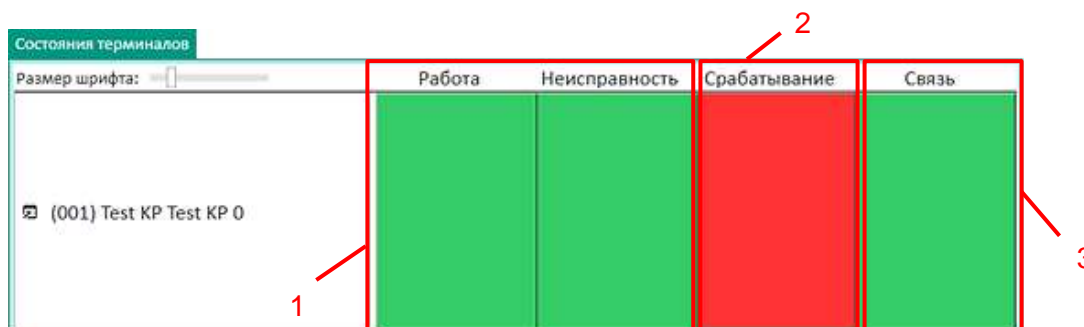 2
Состояния терминалов
Размер шрифта: Работа Неисправность Срабатывание Связь
(001) Test KP Test KP 0
3
1